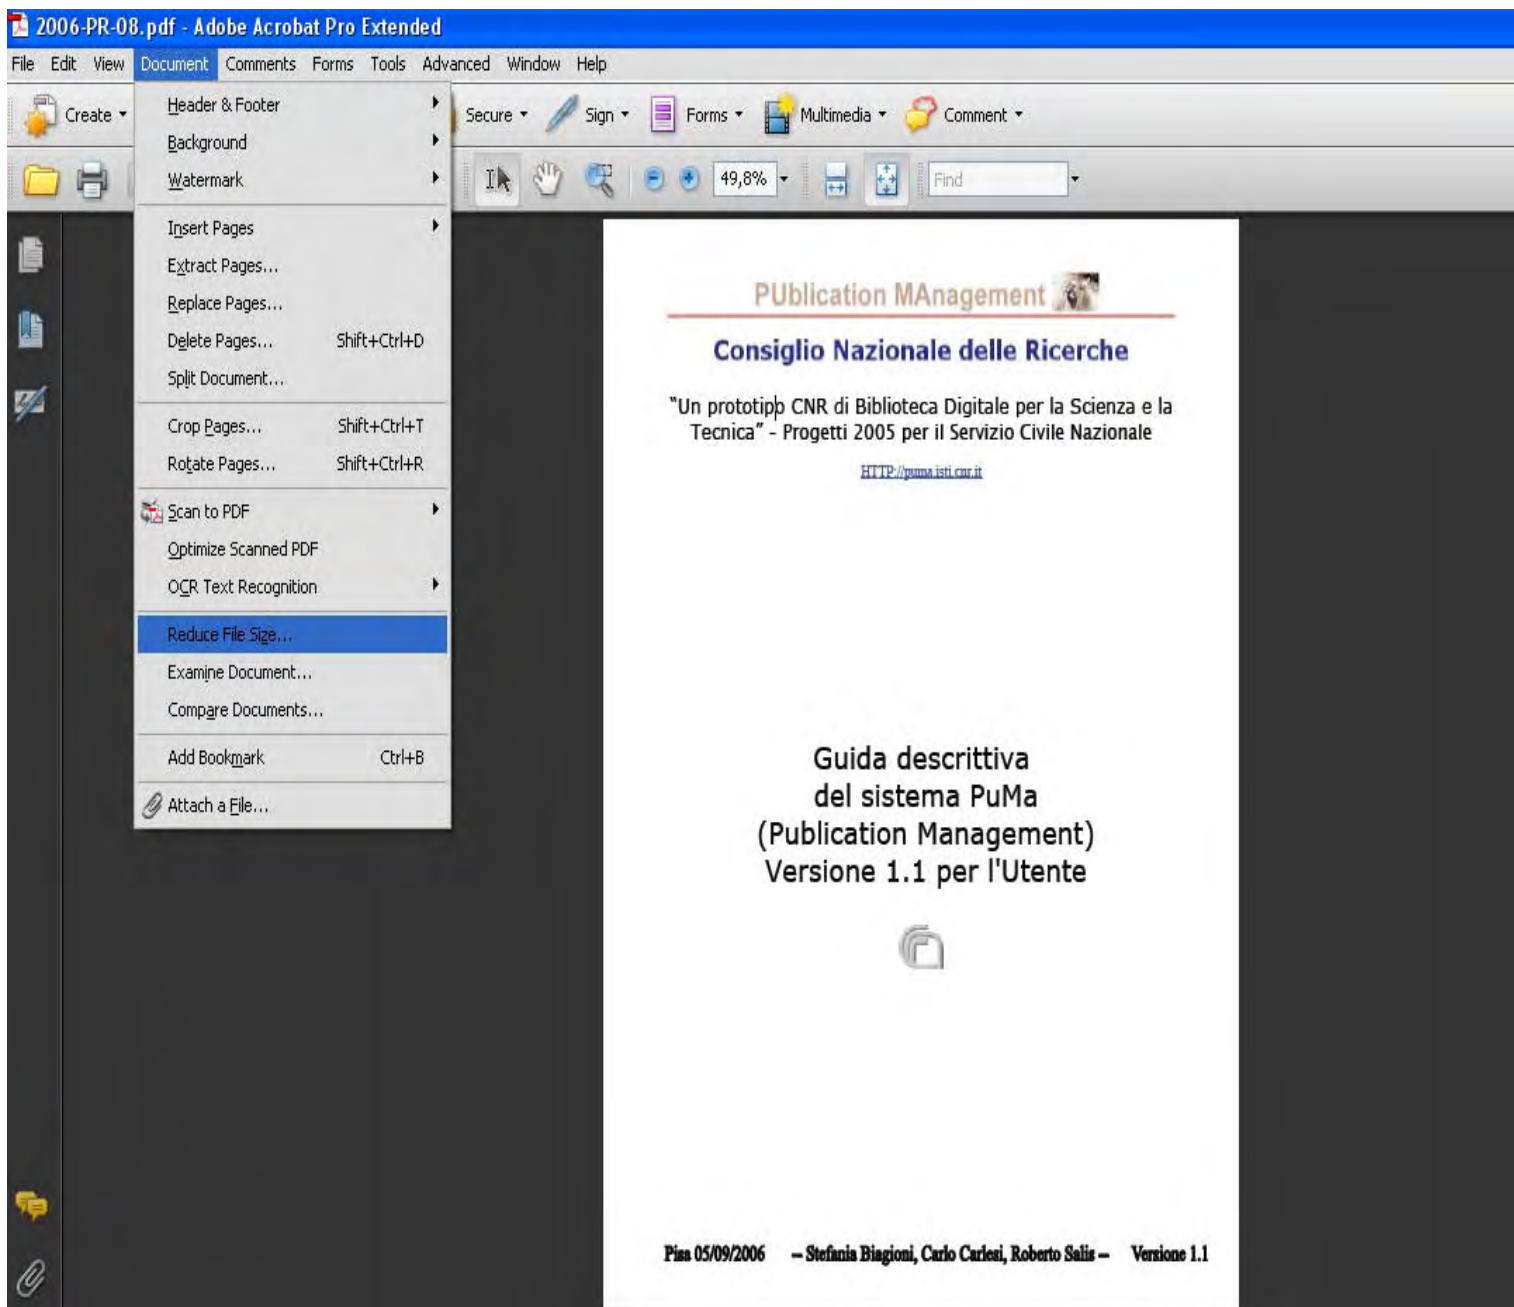 2006-PR-08.pdf - Adobe Acrobat Pro Extended
File Edit View Document Comments Forms Tools Advanced Window Help
Create Secure Sign Forms Multimedia Comment
49,8% Find
Header & Footer
Background
Watermark
Insert Pages
Extract Pages...
Replace Pages...
Delete Pages... Shift+Ctrl+D
Split Document...
Crop Pages... Shift+Ctrl+T
Rotate Pages... Shift+Ctrl+R
Scan to PDF
Optimize Scanned PDF
OCR Text Recognition
Reduce File Size...
Examine Document...
Compare Documents...
Add Bookmark Ctrl+B
Attach a File...
PUblication MAnagement
Consiglio Nazionale delle Ricerche
"Un prototipo CNR di Biblioteca Digitale per la Scienza e la
Tecnica" - Progetti 2005 per il Servizio Civile Nazionale
HTTP://puma.isti.cnr.it
Guida descrittiva
del sistema PuMa
(Publication Management)
Versione 1.1 per l'Utente
Pisa 05/09/2006 – Stefania Biagioni, Carlo Carlesi, Roberto Salis – Versione 1.1